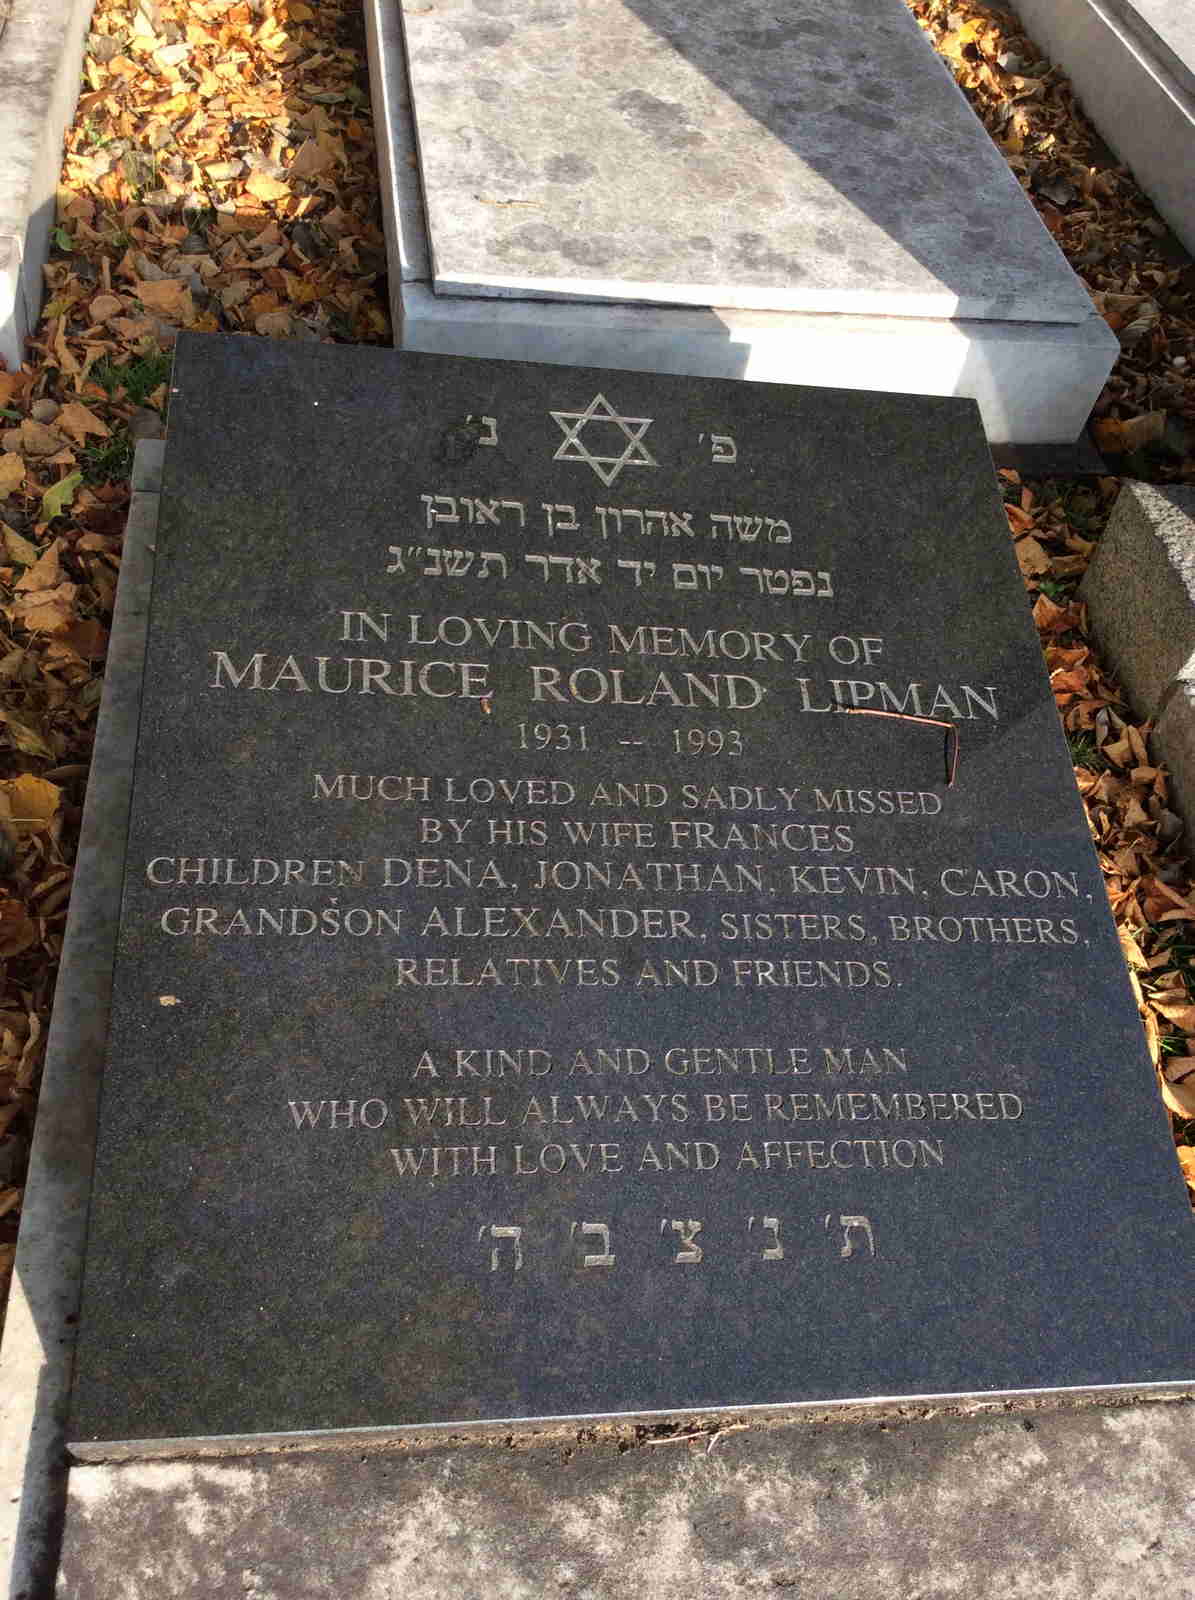 פ׳ נ׳
משה אהרון בן ראובן
נפטר יום יד אדר תשנ״ג
IN LOVING MEMORY OF
MAURICE ROLAND LIPMAN
1931 -- 1993
MUCH LOVED AND SADLY MISSED
BY HIS WIFE FRANCES
CHILDREN DENA, JONATHAN, KEVIN, CARON,
GRANDSON ALEXANDER, SISTERS, BROTHERS,
RELATIVES AND FRIENDS.
A KIND AND GENTLE MAN
WHO WILL ALWAYS BE REMEMBERED
WITH LOVE AND AFFECTION
ת׳ נ׳ צ׳ ב׳ ה׳